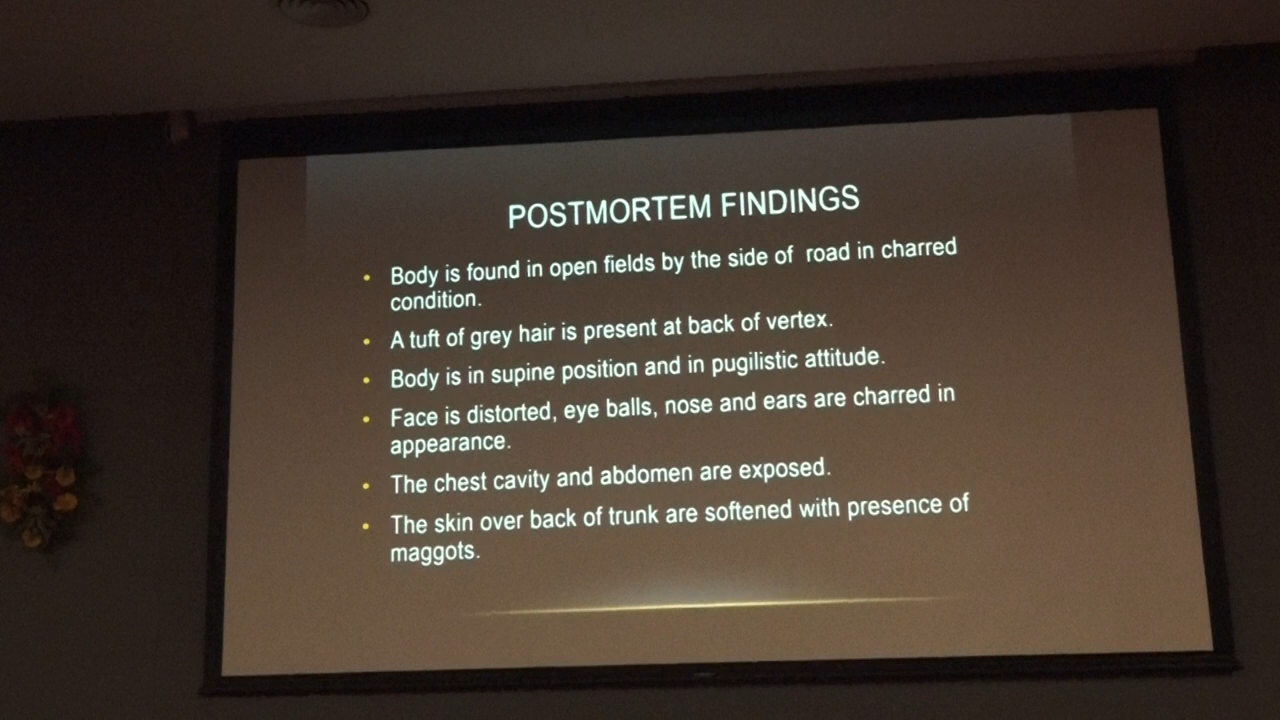 POSTMORTEM FINDINGS
• Body is found in open fields by the side of road in charred
condition.
• A tuft of grey hair is present at back of vertex.
• Body is in supine position and in pugilistic attitude.
• Face is distorted, eye balls, nose and ears are charred in
appearance.
• The chest cavity and abdomen are exposed.
• The skin over back of trunk are softened with presence of
maggots.